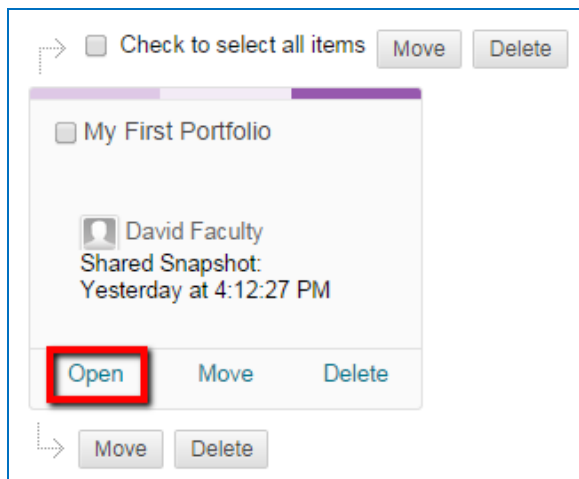 Check to select all items Move Delete
My First Portfolio
David Faculty
Shared Snapshot:
Yesterday at 4:12:27 PM
Open Move Delete
Move Delete